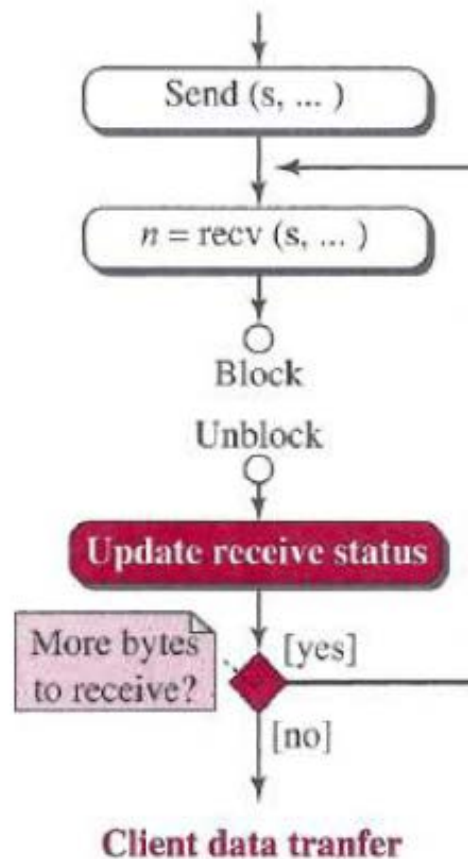 Send (s, ... )
n = recv (s, ... )
Block
Unblock
Update receive status
More bytes
to receive?
[yes]
[no]
Client data tranfer